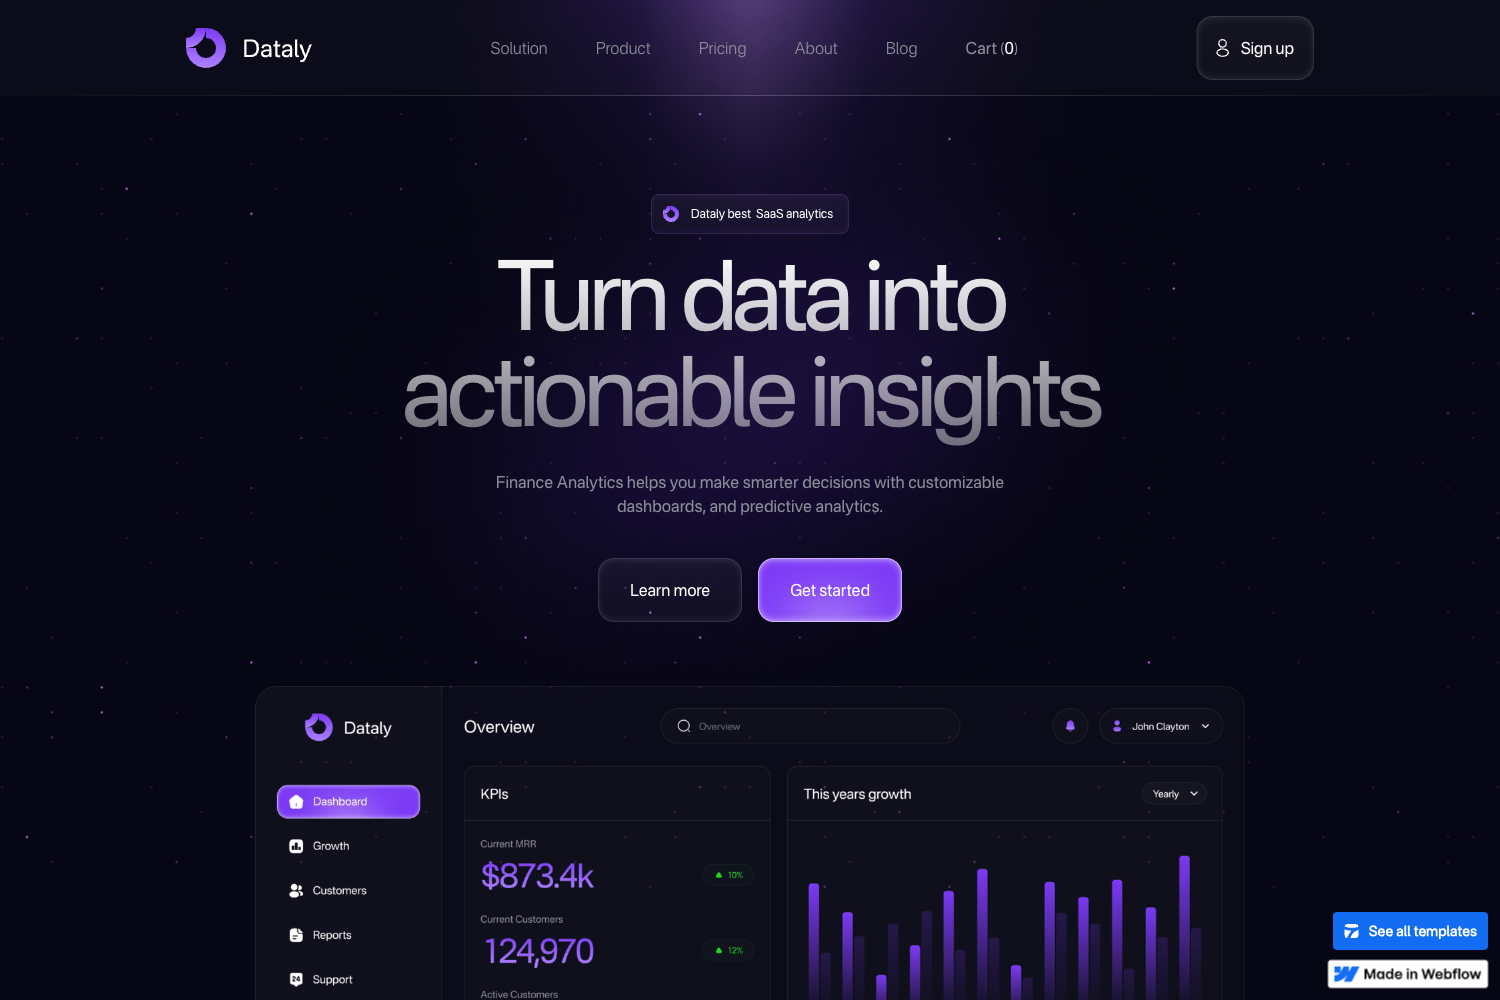 Dataly
Solution
Product
Pricing
About
Blog
Cart (0)
Sign up
Dataly best SaaS analytics
Turn data into
actionable insights
Finance Analytics helps you make smarter decisions with customizable
dashboards, and predictive analytics.
Learn more
Get started
Dataly
Overview
Overview
John Clayton
Dashboard
Growth
Customers
Reports
24
Support
KPIs
Current MRR
$873.4k
10%
Current Customers
124,970
12%
Active Customers
This years growth
Yearly
See all templates
Made in Webflow